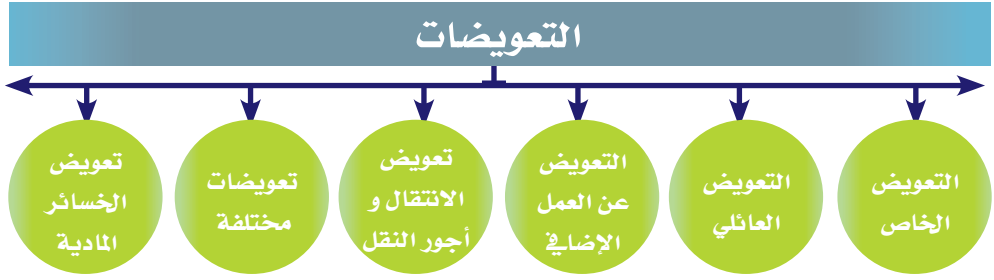 التعويضات
التعويض
الخاص
التعويض
العائلي
التعويض
عن العمل
الإضافي
تعويض
الانتقال و
أجور النقل
تعويضات
مختلفة
تعويض
الخسائر
المادية